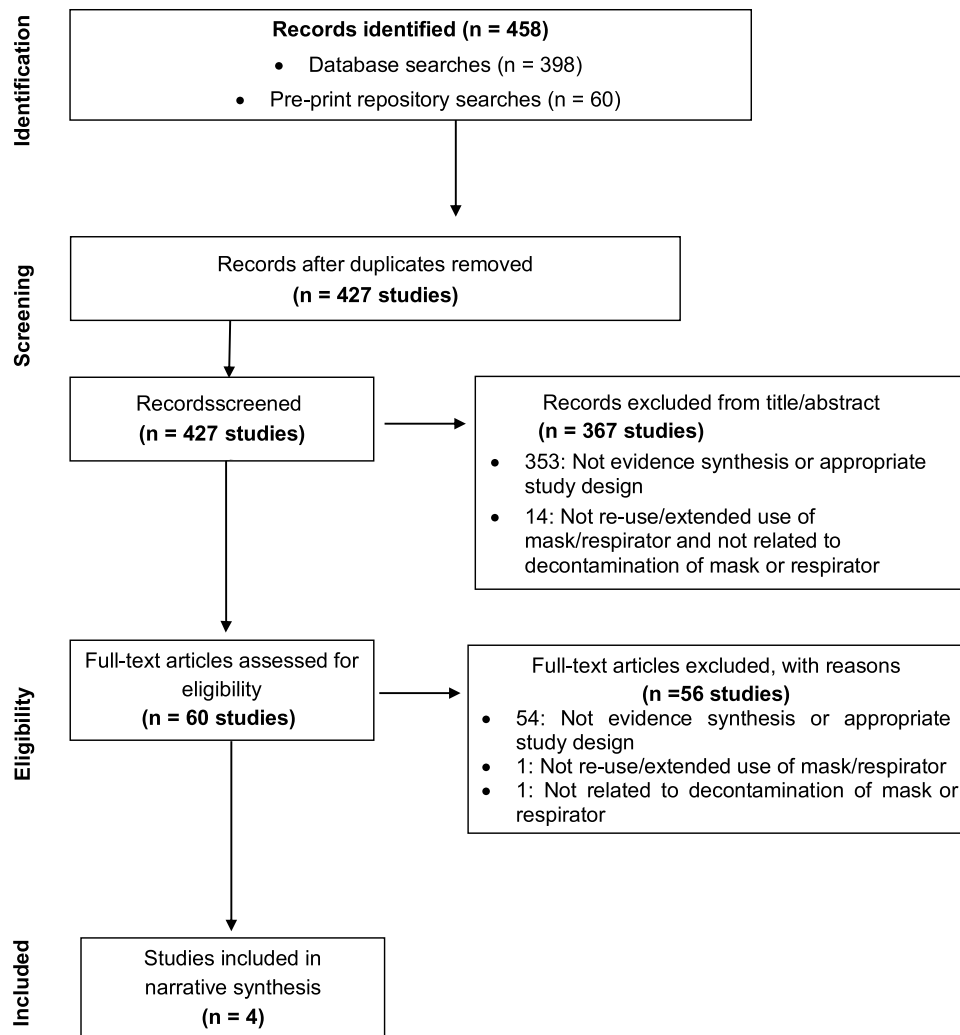 Identification
Records identified (n = 458)
• Database searches (n = 398)
• Pre-print repository searches (n = 60)
Screening
Records after duplicates removed
(n = 427 studies)
Recordsscreened
(n = 427 studies)
Records excluded from title/abstract
(n = 367 studies)
• 353: Not evidence synthesis or appropriate
study design
• 14: Not re-use/extended use of
mask/respirator and not related to
decontamination of mask or respirator
Eligibility
Full-text articles assessed for
eligibility
(n = 60 studies)
Full-text articles excluded, with reasons
(n =56 studies)
• 54: Not evidence synthesis or appropriate
study design
• 1: Not re-use/extended use of mask/respirator
• 1: Not related to decontamination of mask or
respirator
Included
Studies included in
narrative synthesis
(n = 4)